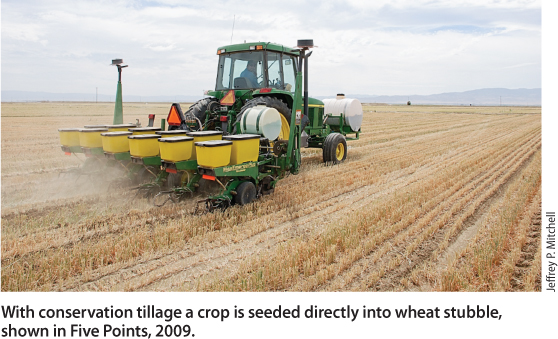 Jeffrey P. Mitchell
With conservation tillage a crop is seeded directly into wheat stubble,
shown in Five Points, 2009.